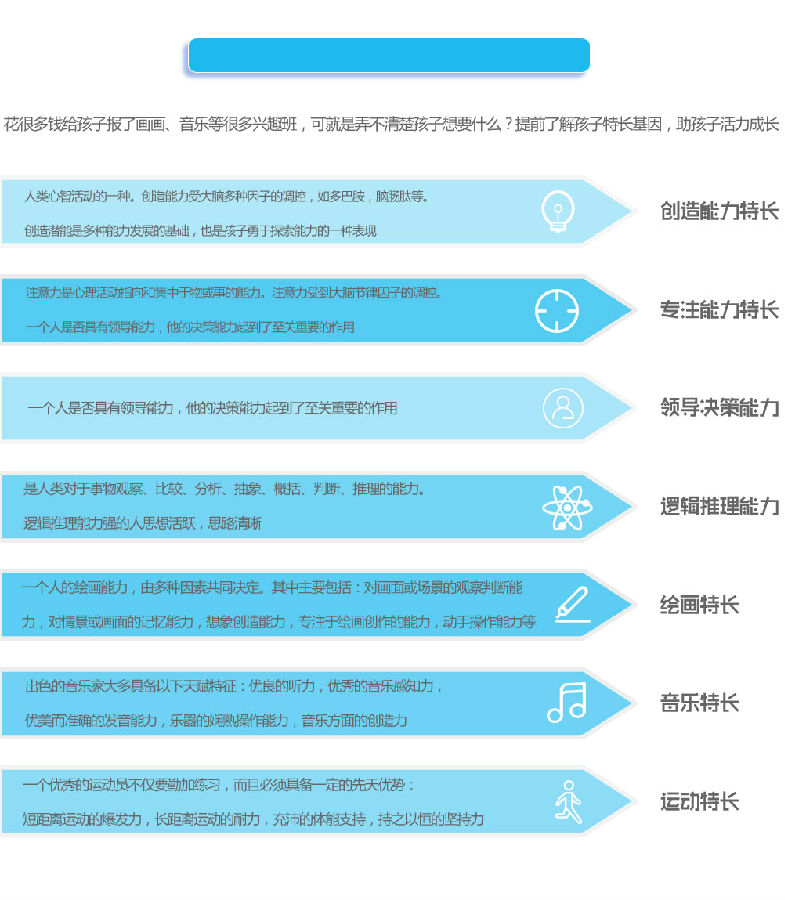 花很多钱给孩子报了画画、音乐等很多兴趣班，可就是弄不清楚孩子想要什么？提前了解孩子特长基因，助孩子活力成长
人类心智活动的一种。创造能力受大脑多种因子的调控，如多巴胺，脑肠肽等。
创造潜能是多种能力发展的基础，也是孩子勇于探索能力的一种表现
创造能力特长
注意力是心理活动指向和集中于物或事的能力。注意力受到大脑节律因子的调控。
一个人是否具有领导能力，他的决策能力起到了至关重要的作用
专注能力特长
一个人是否具有领导能力，他的决策能力起到了至关重要的作用
领导决策能力
是人类对于事物观察、比较、分析、抽象、概括、判断、推理的能力。
逻辑推理能力强的人思想活跃，思路清晰
逻辑推理能力
一个人的绘画能力，由多种因素共同决定。其中主要包括：对画面或场景的观察判断能
力，对情景或画面的记忆能力，想象创造能力，专注于绘画创作的能力，动手操作能力等
绘画特长
出色的音乐家大多具备以下天赋特征：优良的听力，优秀的音乐感知力，
优美而准确的发音能力，乐器的娴熟操作能力，音乐方面的创造力
音乐特长
一个优秀的运动员不仅要勤加练习，而且必须具备一定的先天优势：
短距离运动的爆发力，长距离运动的耐力，充沛的体能支持，持之以恒的坚持力
运动特长